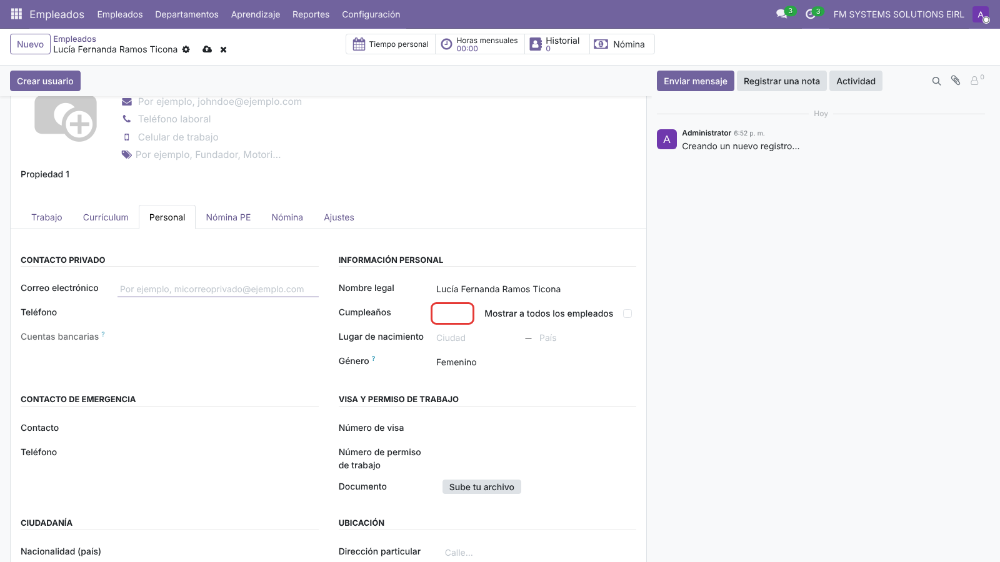 Empleados
Empleados Departamentos Aprendizaje Reportes Configuración
3 3 FM SYSTEMS SOLUTIONS EIRL A
Nuevo
Empleados
Lucía Fernanda Ramos Ticona
Tiempo personal
Horas mensuales
00:00
Historial
0
Nómina
Crear usuario
Enviar mensaje Registrar una nota Actividad 0
Por ejemplo, johndoe@ejemplo.com
Teléfono laboral
Celular de trabajo
Por ejemplo, Fundador, Motori...
Propiedad 1
Hoy
A
Administrator 6:52 p. m.
Creando un nuevo registro...
Trabajo Currículum Personal Nómina PE Nómina Ajustes
CONTACTO PRIVADO
Correo electrónico Por ejemplo, micorreoprivado@ejemplo.com
Teléfono
Cuentas bancarias ?
INFORMACIÓN PERSONAL
Nombre legal Lucía Fernanda Ramos Ticona
Cumpleaños Mostrar a todos los empleados
Lugar de nacimiento Ciudad – País
Género ? Femenino
CONTACTO DE EMERGENCIA
Contacto
Teléfono
VISA Y PERMISO DE TRABAJO
Número de visa
Número de permiso
de trabajo
Documento Sube tu archivo
CIUDADANÍA
Nacionalidad (país)
UBICACIÓN
Dirección particular Calle...